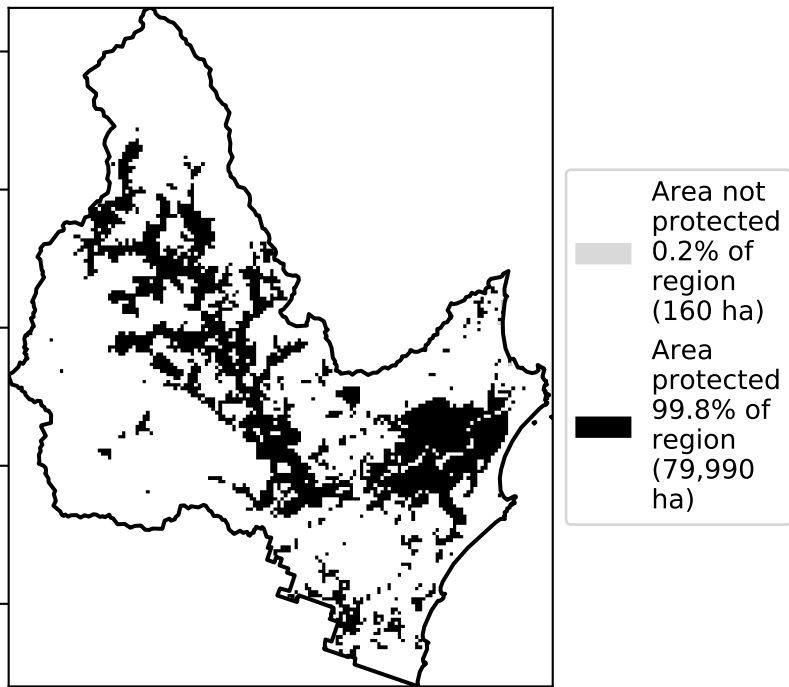 Area not
protected
0.2% of
region
(160 ha)
Area
protected
99.8% of
region
(79,990
ha)